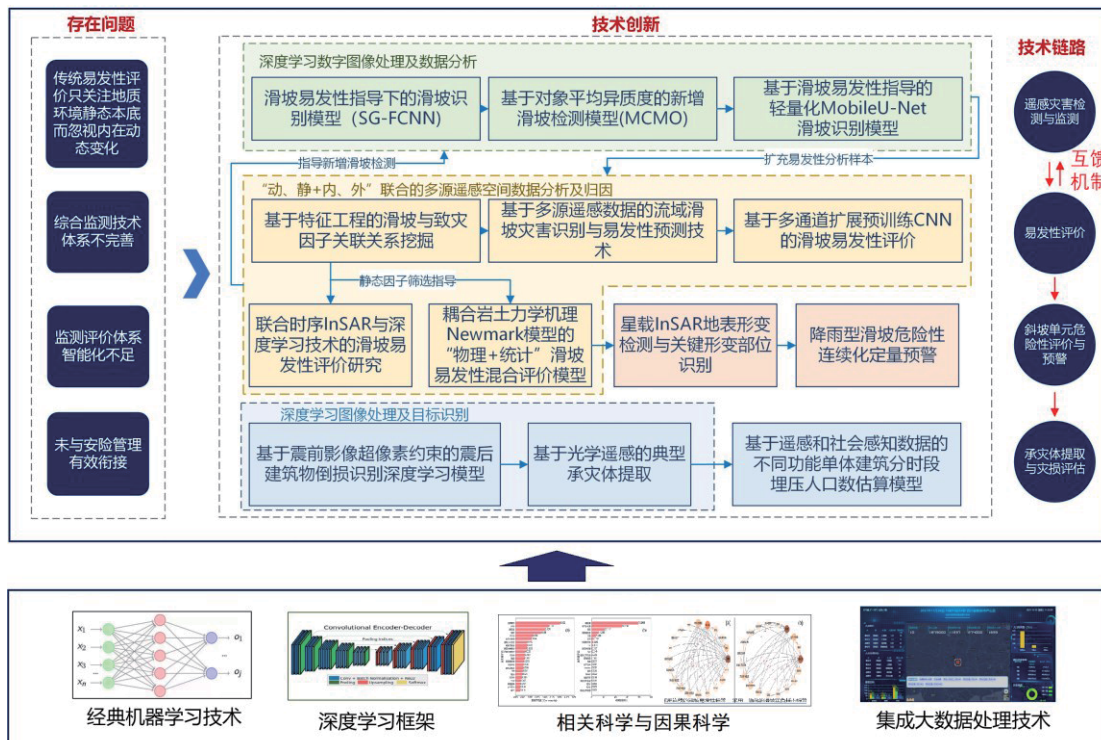 存在问题
传统易发性评
价只关注地质
环境静态本底
而忽视内在动
态变化
综合监测技术
体系不完善
监测评价体系
智能化不足
未与安险管理
有效衔接
技术创新
深度学习数字图像处理及数据分析
滑坡易发性指导下的滑坡识
别模型（SG-FCNN）
基于对象平均异质度的新增
滑坡检测模型(MCMO)
基于滑坡易发性指导的
轻量化MobileU-Net
滑坡识别模型
指导新增滑坡检测
扩充易发性分析样本
“动、静+内、外”联合的多源遥感空间数据分析及归因
基于特征工程的滑坡与致灾
因子关联关系挖掘
基于多源遥感数据的流域滑
坡灾害识别与易发性预测技
术
基于多通道扩展预训练CNN
的滑坡易发性评价
静态因子筛选指导
联合时序InSAR与深
度学习技术的滑坡易
发性评价研究
耦合岩土力学机理
Newmark模型的
“物理+统计”滑坡
易发性混合评价模型
星载InSAR地表形变
检测与关键形变部位
识别
降雨型滑坡危险性
连续化定量预警
深度学习图像处理及目标识别
基于震前影像超像素约束的震后
建筑物倒损识别深度学习模型
基于光学遥感的典型
承灾体提取
基于遥感和社会感知数据的
不同功能单体建筑分时段
埋压人口数估算模型
技术链路
遥感灾害检
测与监测
互馈
机制
易发性评价
斜坡单元危
险性评价与
预警
承灾体提取
与灾损评估
x₁
x₂
x₃
xₙ
o₁
oⱼ
经典机器学习技术
Convolutional Encoder-Decoder
Pooling Indices
深度学习框架
相关科学与因果科学
集成大数据处理技术